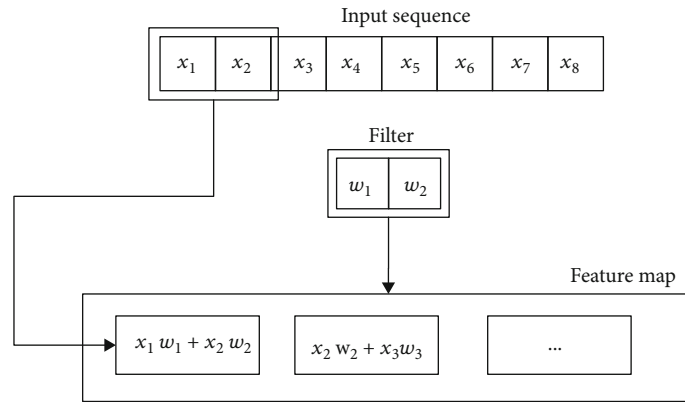 Input sequence
x₁ x₂ x₃ x₄ x₅ x₆ x₇ x₈
Filter
w₁ w₂
Feature map
x₁ w₁ + x₂ w₂
x₂ w₂ + x₃w₃
...